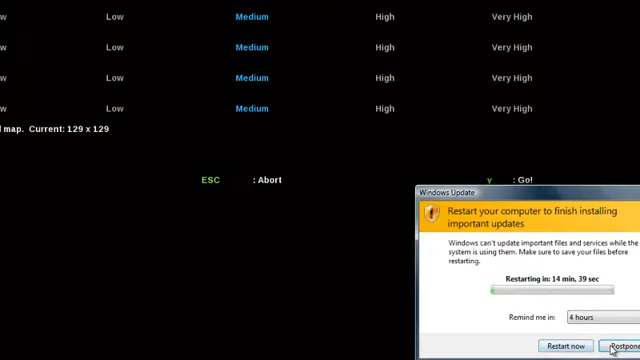 w Low Medium High Very High
w Low Medium High Very High
w Low Medium High Very High
w Low Medium High Very High
d map. Current: 129 x 129
ESC : Abort y : Go!
Windows Update
Restart your computer to finish installing
important updates
Windows can't update important files and services while the
system is using them. Make sure to save your files before
restarting.
Restarting in: 14 min, 39 sec
Remind me in: 4 hours
Restart now Postpone